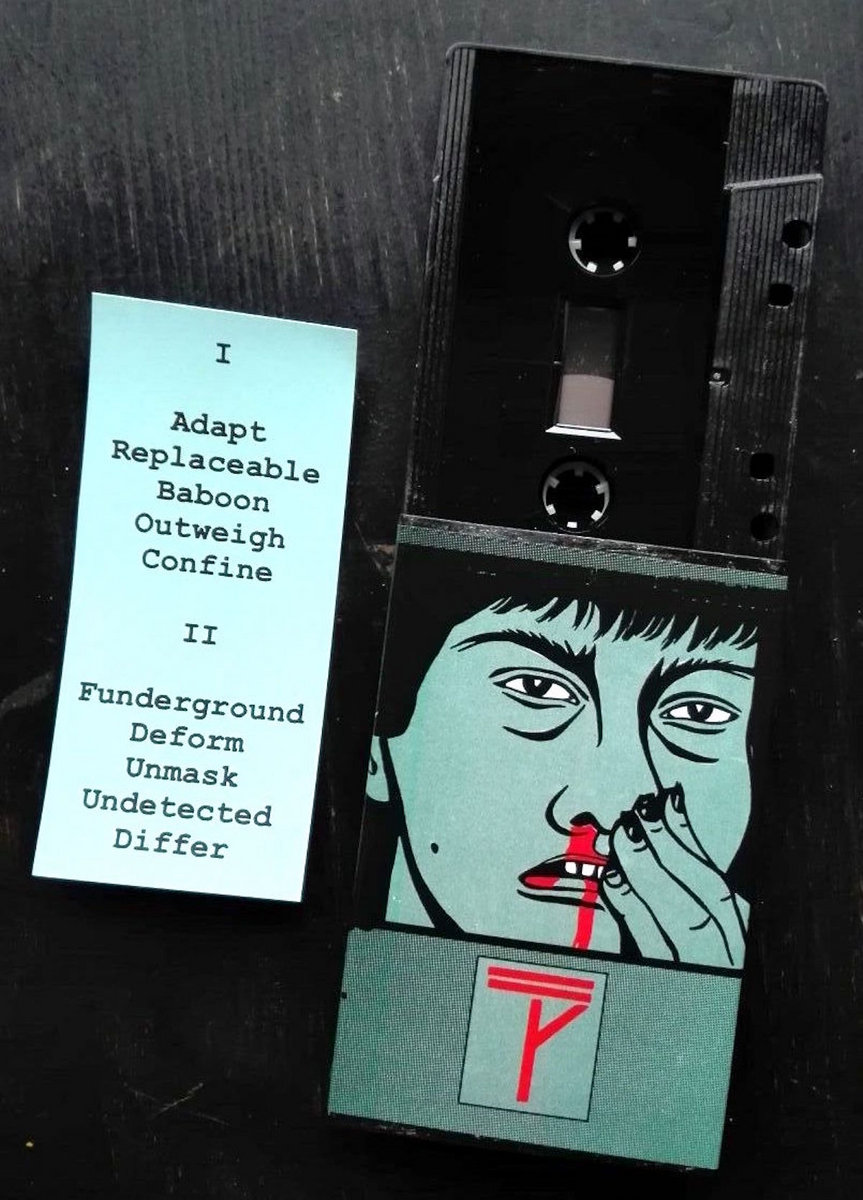 I
Adapt
Replaceable
Baboon
Outweigh
Confine
II
Funderground
Deform
Unmask
Undetected
Differ